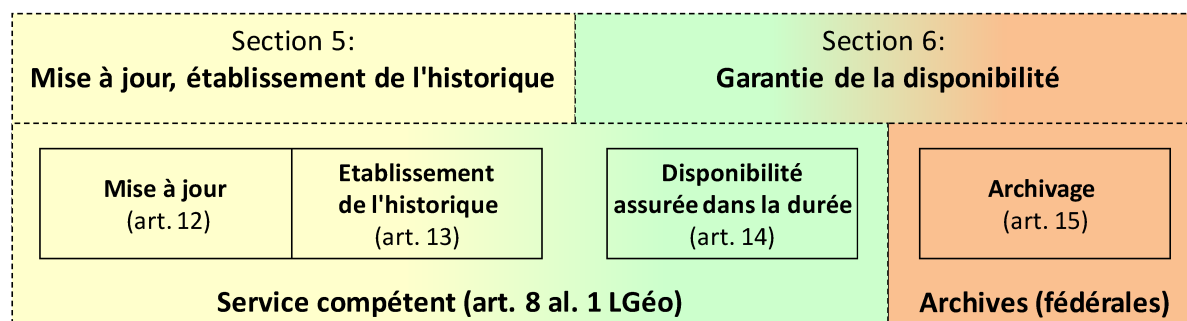 Section 5:
Mise à jour, établissement de l'historique
Section 6:
Garantie de la disponibilité
Mise à jour
(art. 12)
Etablissement
de l'historique
(art. 13)
Disponibilité
assurée dans la durée
(art. 14)
Archivage
(art. 15)
Service compétent (art. 8 al. 1 LGéo)
Archives (fédérales)